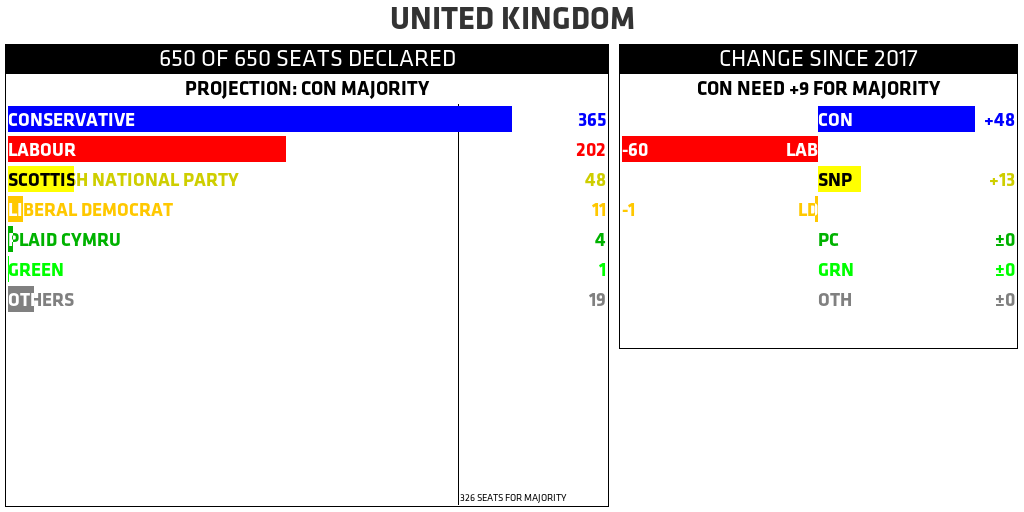 UNITED KINGDOM
650 OF 650 SEATS DECLARED
PROJECTION: CON MAJORITY
CONSERVATIVE 365
LABOUR 202
SCOTTISH NATIONAL PARTY 48
LIBERAL DEMOCRAT 11
PLAID CYMRU 4
GREEN 1
OTHERS 19
326 SEATS FOR MAJORITY
CHANGE SINCE 2017
CON NEED +9 FOR MAJORITY
CON +48
-60 LAB
SNP +13
-1 LD
PC ±0
GRN ±0
OTH ±0